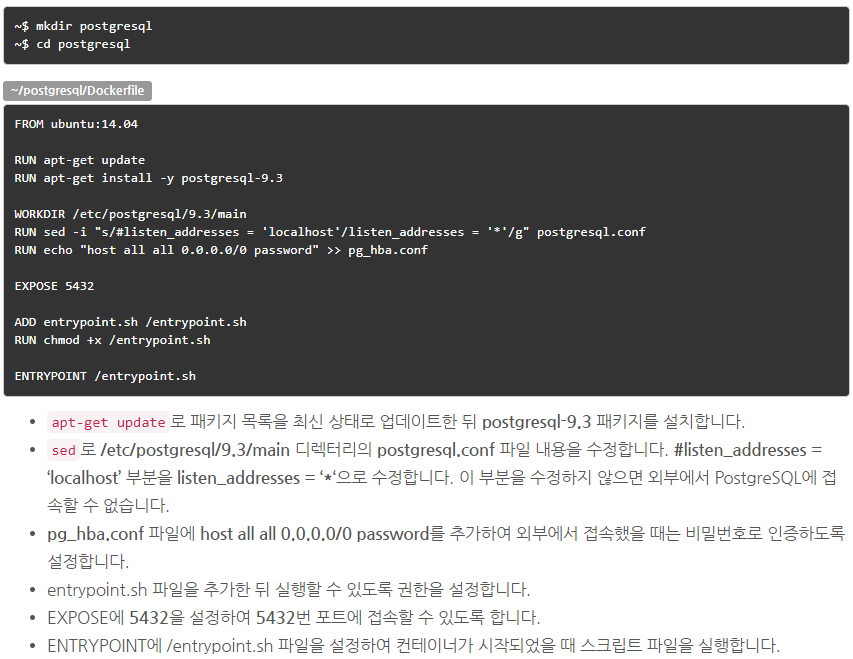 ~$ mkdir postgresql
~$ cd postgresql
~/postgresql/Dockerfile
FROM ubuntu:14.04
RUN apt-get update
RUN apt-get install -y postgresql-9.3
WORKDIR /etc/postgresql/9.3/main
RUN sed -i "s/#listen_addresses = 'localhost'/listen_addresses = '*'/g" postgresql.conf
RUN echo "host all all 0.0.0.0/0 password" >> pg_hba.conf
EXPOSE 5432
ADD entrypoint.sh /entrypoint.sh
RUN chmod +x /entrypoint.sh
ENTRYPOINT /entrypoint.sh
• apt-get update 로 패키지 목록을 최신 상태로 업데이트한 뒤 postgresql-9.3 패키지를 설치합니다.
• sed 로 /etc/postgresql/9.3/main 디렉터리의 postgresql.conf 파일 내용을 수정합니다. #listen_addresses =
‘localhost’ 부분을 listen_addresses = ‘*‘으로 수정합니다. 이 부분을 수정하지 않으면 외부에서 PostgreSQL에 접
속할 수 없습니다.
• pg_hba.conf 파일에 host all all 0.0.0.0/0 password를 추가하여 외부에서 접속했을 때는 비밀번호로 인증하도록
설정합니다.
• entrypoint.sh 파일을 추가한 뒤 실행할 수 있도록 권한을 설정합니다.
• EXPOSE에 5432을 설정하여 5432번 포트에 접속할 수 있도록 합니다.
• ENTRYPOINT에 /entrypoint.sh 파일을 설정하여 컨테이너가 시작되었을 때 스크립트 파일을 실행합니다.